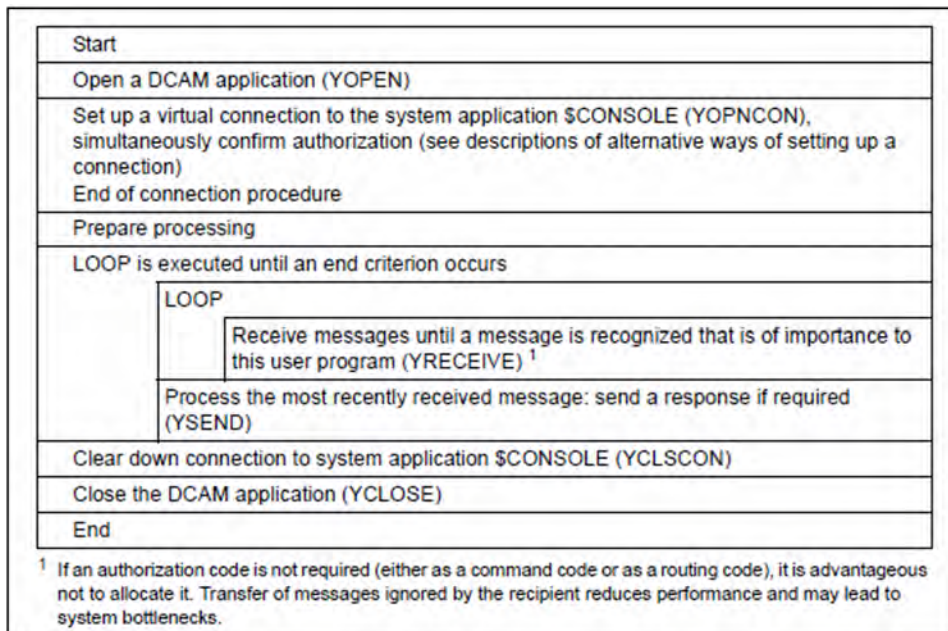 Start
Open a DCAM application (YOPEN)
Set up a virtual connection to the system application $CONSOLE (YOPNCON),
simultaneously confirm authorization (see descriptions of alternative ways of setting up a
connection)
End of connection procedure
Prepare processing
LOOP is executed until an end criterion occurs
LOOP
Receive messages until a message is recognized that is of importance to
this user program (YRECEIVE) 1
Process the most recently received message: send a response if required
(YSEND)
Clear down connection to system application $CONSOLE (YCLSCON)
Close the DCAM application (YCLOSE)
End
1 If an authorization code is not required (either as a command code or as a routing code), it is advantageous
not to allocate it. Transfer of messages ignored by the recipient reduces performance and may lead to
system bottlenecks.